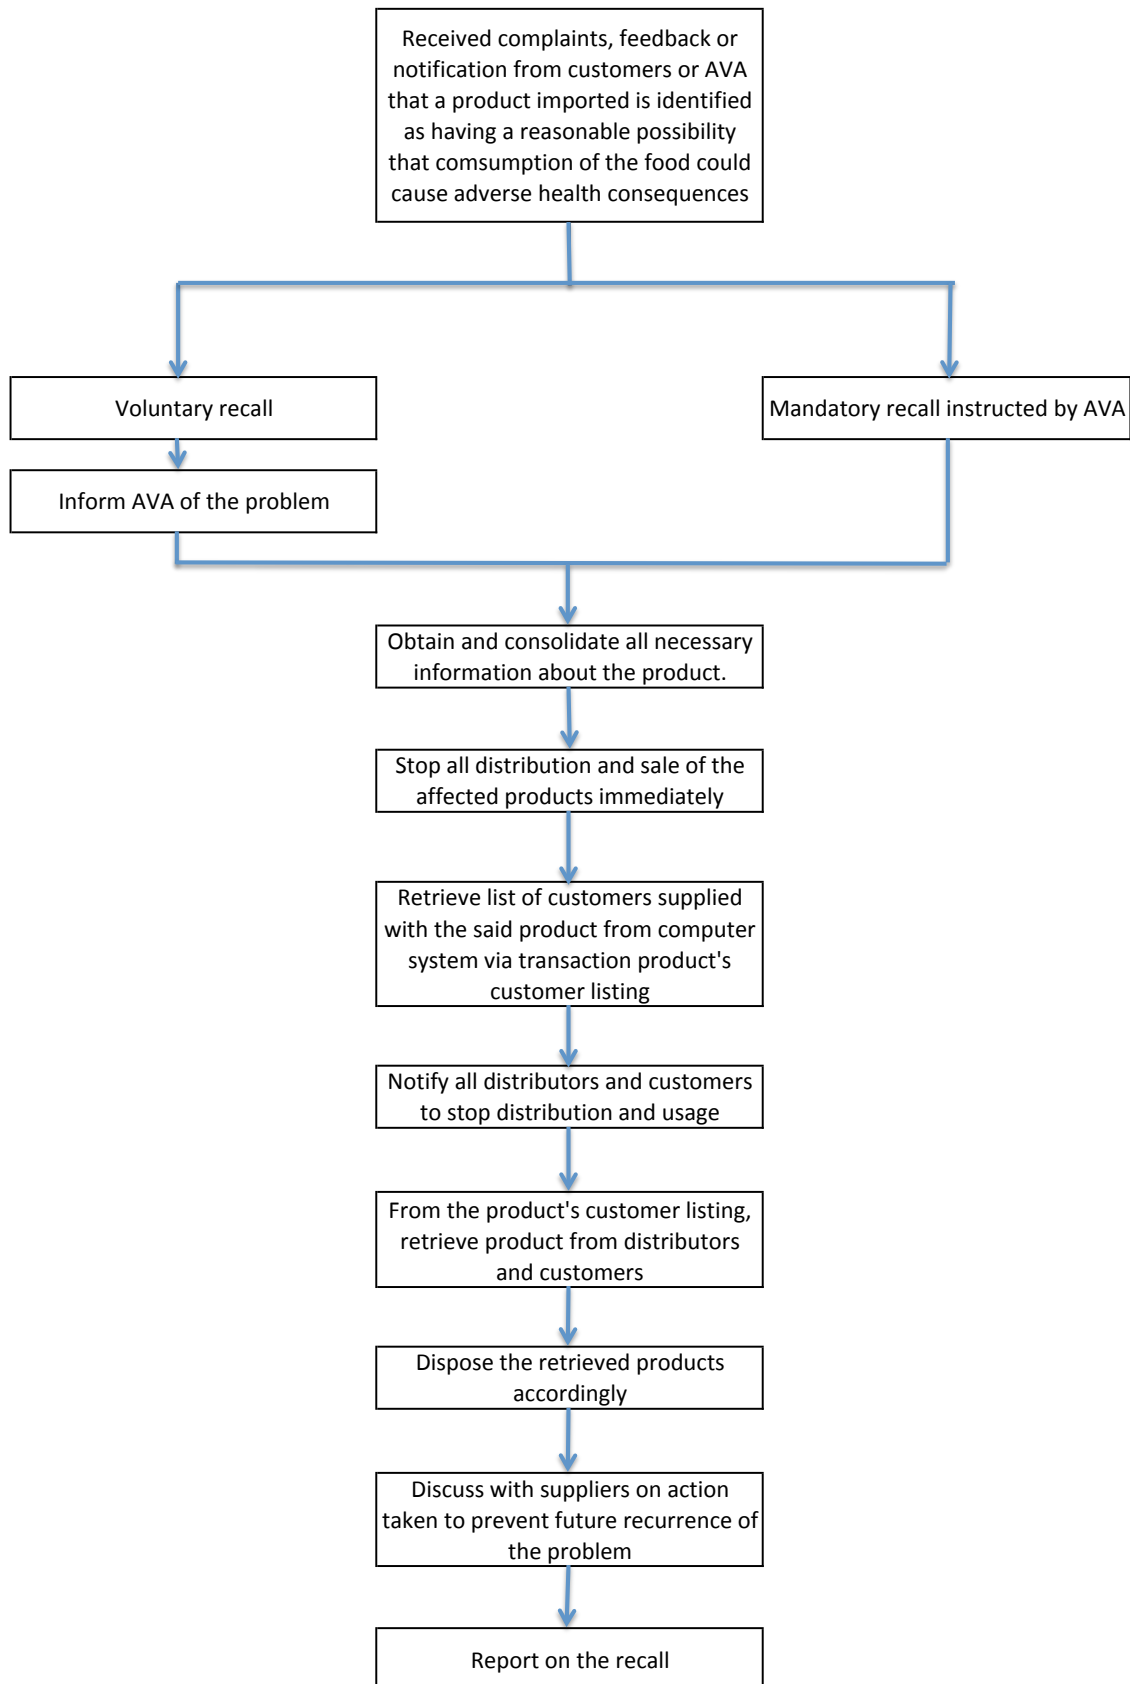 Received complaints, feedback or
notification from customers or AVA
that a product imported is identified
as having a reasonable possibility
that comsumption of the food could
cause adverse health consequences
Voluntary recall
Mandatory recall instructed by AVA
Inform AVA of the problem
Obtain and consolidate all necessary
information about the product.
Stop all distribution and sale of the
affected products immediately
Retrieve list of customers supplied
with the said product from computer
system via transaction product's
customer listing
Notify all distributors and customers
to stop distribution and usage
From the product's customer listing,
retrieve product from distributors
and customers
Dispose the retrieved products
accordingly
Discuss with suppliers on action
taken to prevent future recurrence of
the problem
Report on the recall